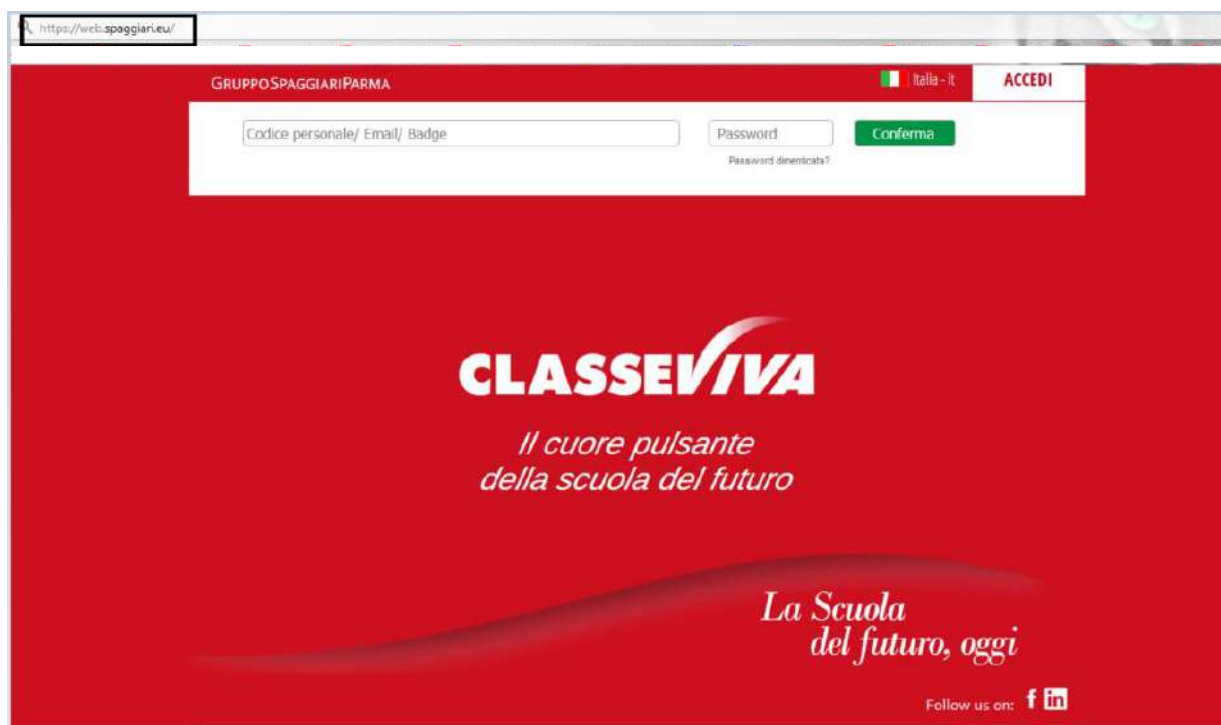 https://web.spaggiari.eu/
GRUPPOSPAGGIARIPARMA
Italia - it
ACCEDI
Codice personale/ Email/ Badge
Password
Conferma
Password dimenticata?
CLASSEVIVA
Il cuore pulsante
della scuola del futuro
La Scuola
del futuro, oggi
Follow us on: f in